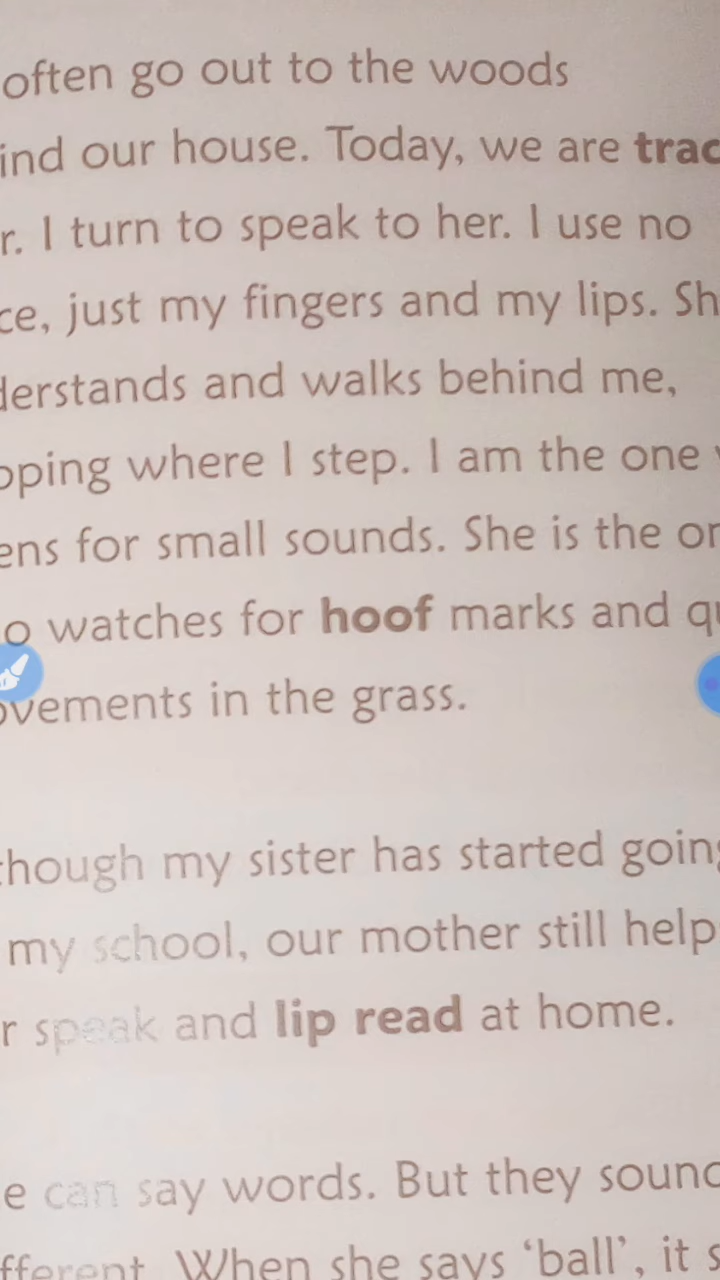 often go out to the woods
ind our house. Today, we are trac
r. I turn to speak to her. I use no
ce, just my fingers and my lips. Sh
derstands and walks behind me,
pping where I step. I am the one
ens for small sounds. She is the or
o watches for hoof marks and qu
ovements in the grass.
though my sister has started going
my school, our mother still help
r speak and lip read at home.
e can say words. But they sound
fferent. When she says ‘ball’, it s